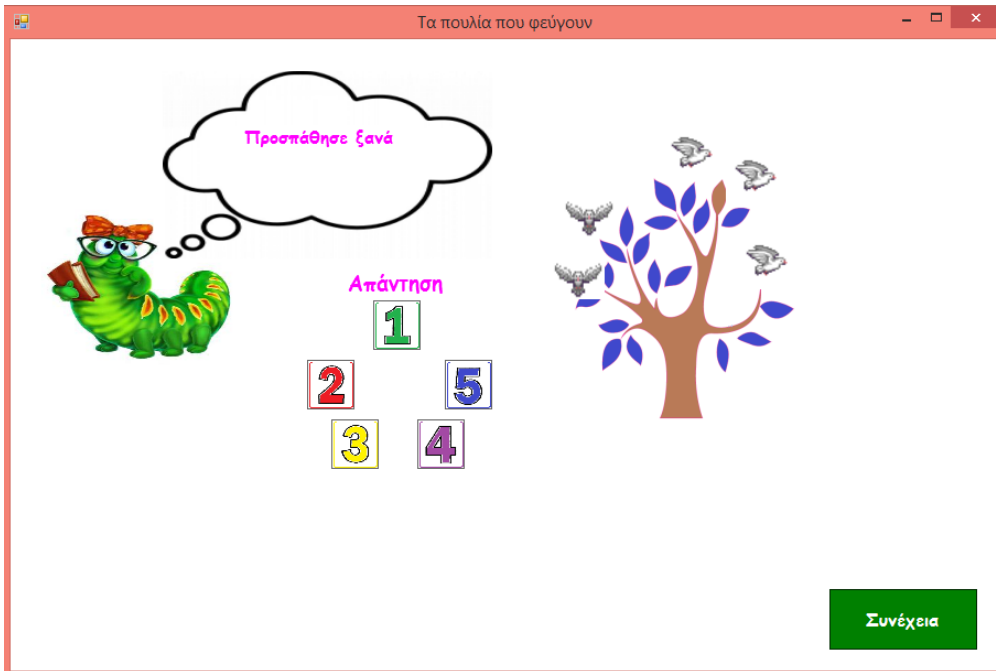 Τα πουλία που φεύγουν
Προσπάθησε ξανά
Απάντηση
1
2 5
3 4
Συνέχεια